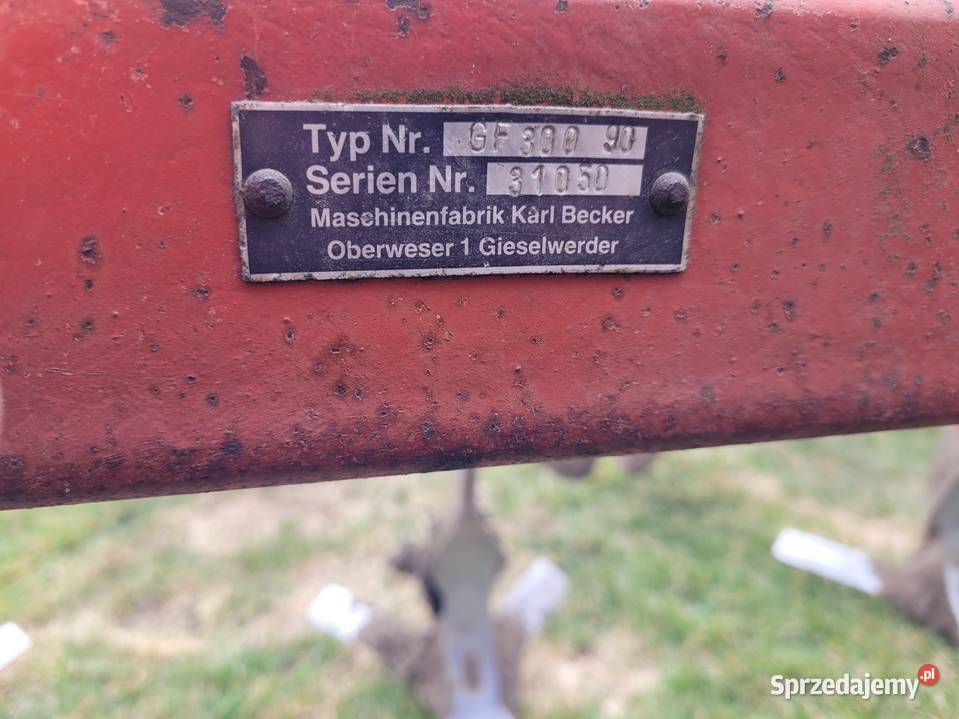 Typ Nr. GF 300 90
Serien Nr. 31050
Maschinenfabrik Karl Becker
Oberweser 1 Gieselwerder
Sprzedajemy.pl